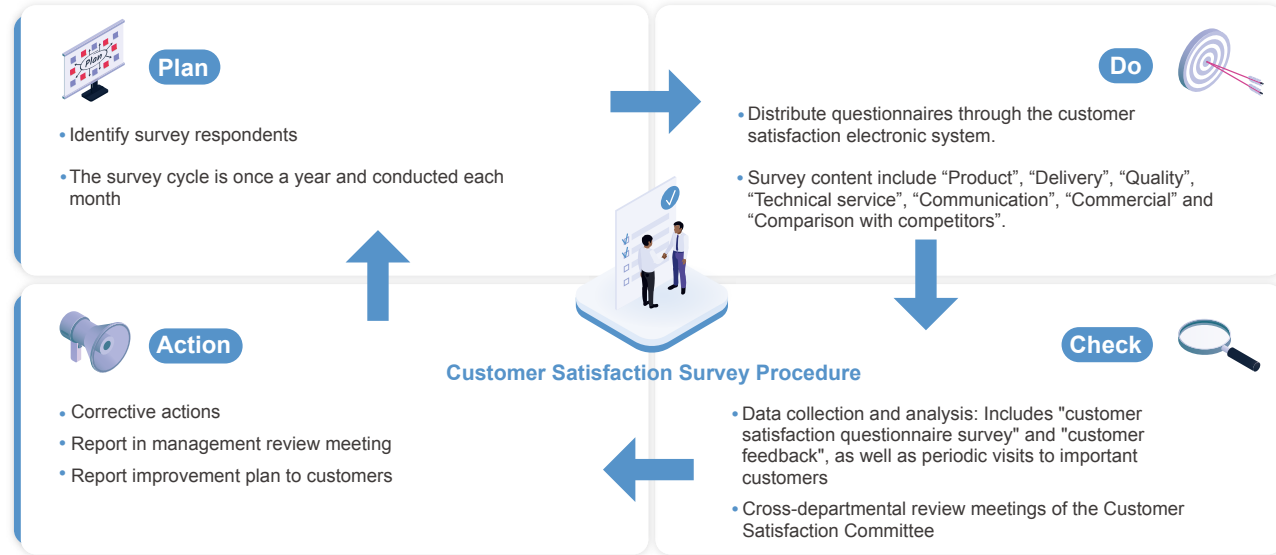 Plan
Plan
• Identify survey respondents
• The survey cycle is once a year and conducted each
month
Do
• Distribute questionnaires through the customer
satisfaction electronic system.
• Survey content include “Product”, “Delivery”, “Quality”,
“Technical service”, “Communication”, “Commercial” and
“Comparison with competitors”.
Customer Satisfaction Survey Procedure
Action
• Corrective actions
• Report in management review meeting
• Report improvement plan to customers
Check
• Data collection and analysis: Includes "customer
satisfaction questionnaire survey" and "customer
feedback", as well as periodic visits to important
customers
• Cross-departmental review meetings of the Customer
Satisfaction Committee